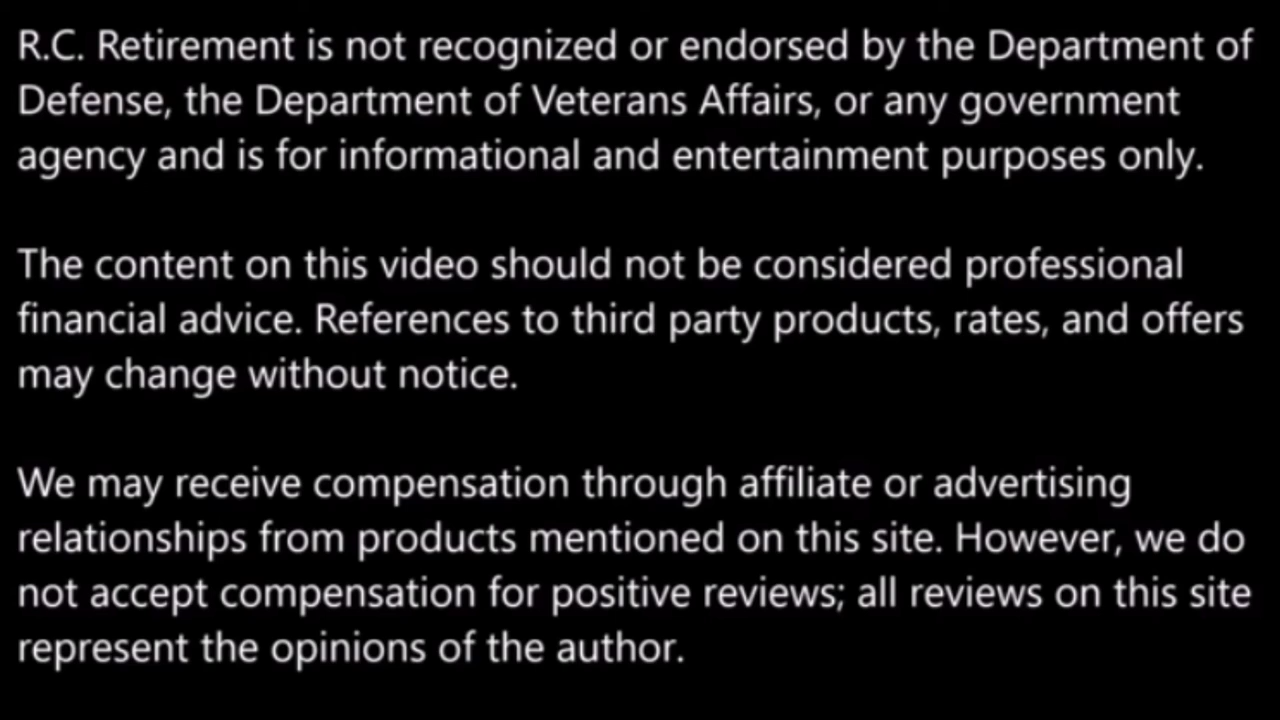 R.C. Retirement is not recognized or endorsed by the Department of
Defense, the Department of Veterans Affairs, or any government
agency and is for informational and entertainment purposes only.
The content on this video should not be considered professional
financial advice. References to third party products, rates, and offers
may change without notice.
We may receive compensation through affiliate or advertising
relationships from products mentioned on this site. However, we do
not accept compensation for positive reviews; all reviews on this site
represent the opinions of the author.